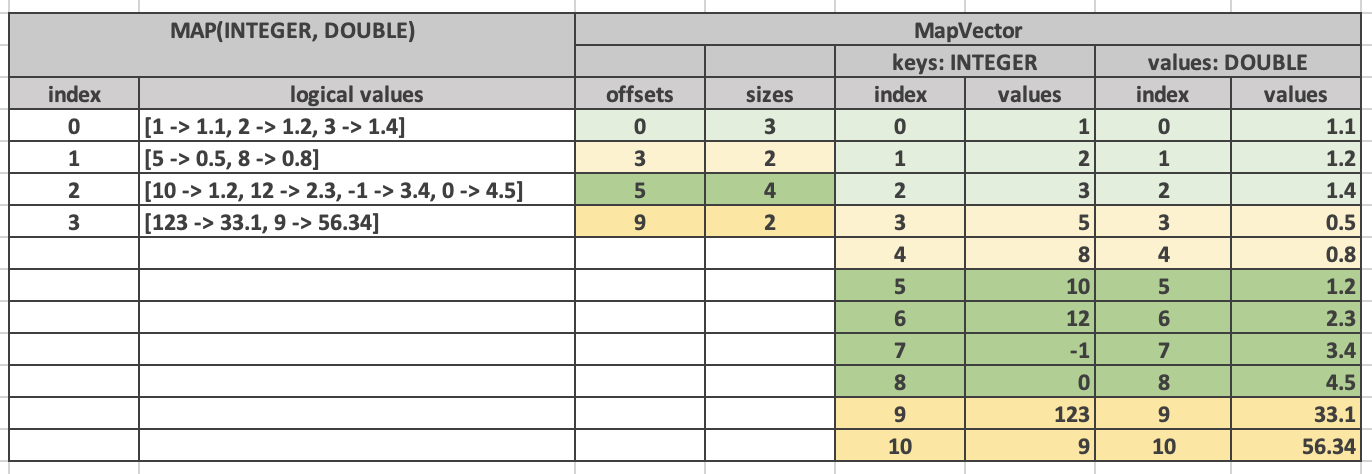 MAP(INTEGER, DOUBLE) MapVector
keys: INTEGER values: DOUBLE
index logical values offsets sizes index values index values
0 [1 -> 1.1, 2 -> 1.2, 3 -> 1.4] 0 3 0 1 0 1.1
1 [5 -> 0.5, 8 -> 0.8] 3 2 1 2 1 1.2
2 [10 -> 1.2, 12 -> 2.3, -1 -> 3.4, 0 -> 4.5] 5 4 2 3 2 1.4
3 [123 -> 33.1, 9 -> 56.34] 9 2 3 5 3 0.5
4 8 4 0.8
5 10 5 1.2
6 12 6 2.3
7 -1 7 3.4
8 0 8 4.5
9 123 9 33.1
10 9 10 56.34